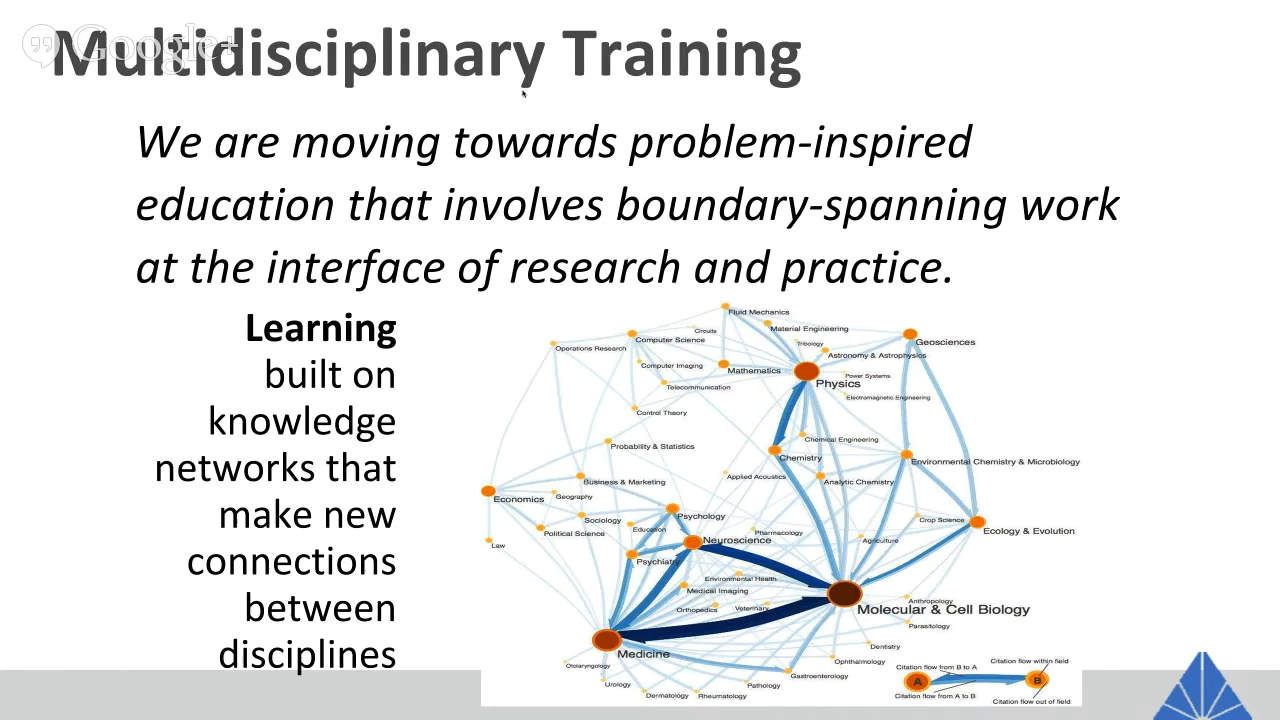 Google+
Multidisciplinary Training
We are moving towards problem-inspired
education that involves boundary-spanning work
at the interface of research and practice.
Learning
built on
knowledge
networks that
make new
connections
between
disciplines
Fluid Mechanics
Circuits
Material Engineering
Computer Science
Geosciences
Operations Research
Tribology
Astronomy & Astrophysics
Computer Imaging
Mathematics
Power Systems
Physics
Telecommunication
Electromagnetic Engineering
Control Theory
Chemical Engineering
Probability & Statistics
Chemistry
Environmental Chemistry & Microbiology
Applied Acoustics
Business & Marketing
Analytic Chemistry
Geography
Economics
Psychology
Sociology
Crop Science
Education
Political Science
Pharmacology
Ecology & Evolution
Neuroscience
Agriculture
Law
Psychiatry
Environmental Health
Medical Imaging
Anthropology
Orthopedics
Veterinary
Molecular & Cell Biology
Parasitology
Dentistry
Medicine
Ophthalmology
Otolaryngology
Gastroenterology
Urology
Pathology
Dermatology
Rheumatology
Citation flow within field
Citation flow from B to A
A
B
Citation flow from A to B
Citation flow out of field